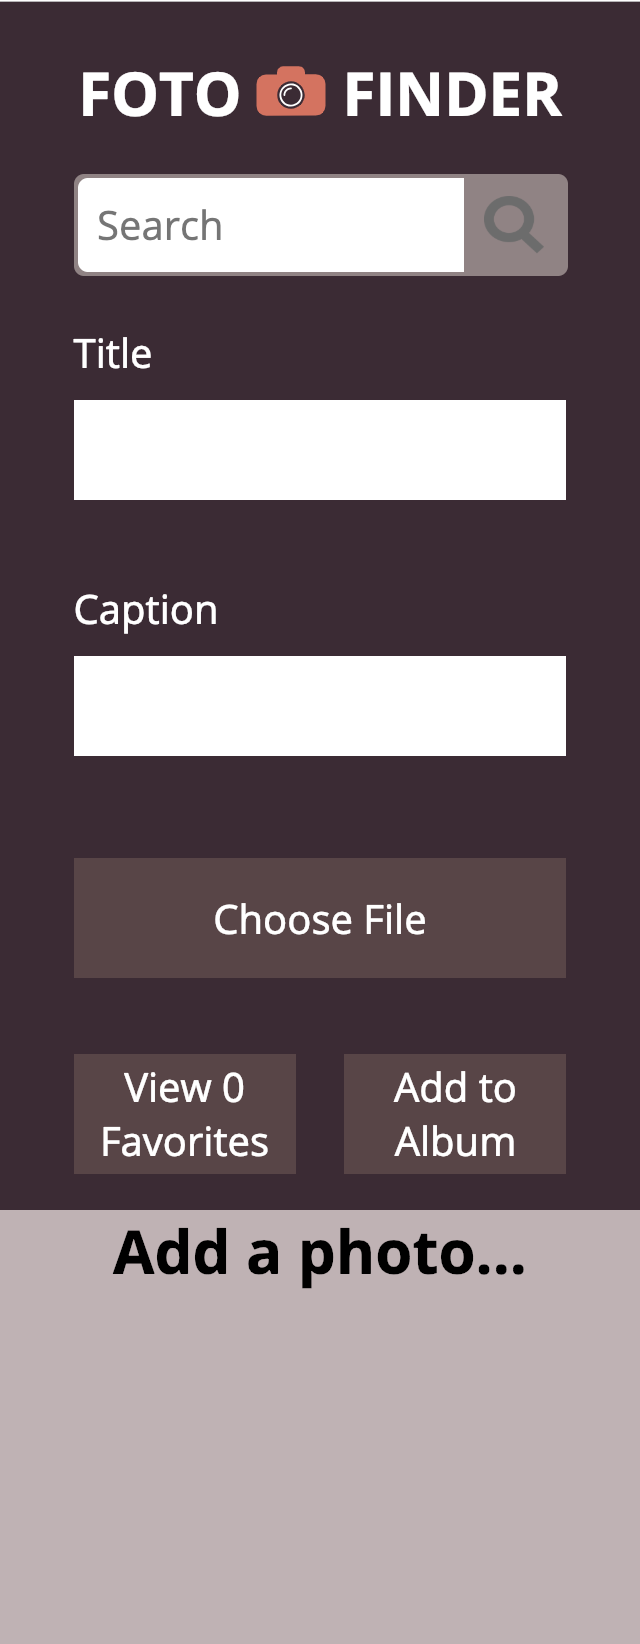 FOTO FINDER
Search
Title
Caption
Choose File
View 0
Favorites
Add to
Album
Add a photo...